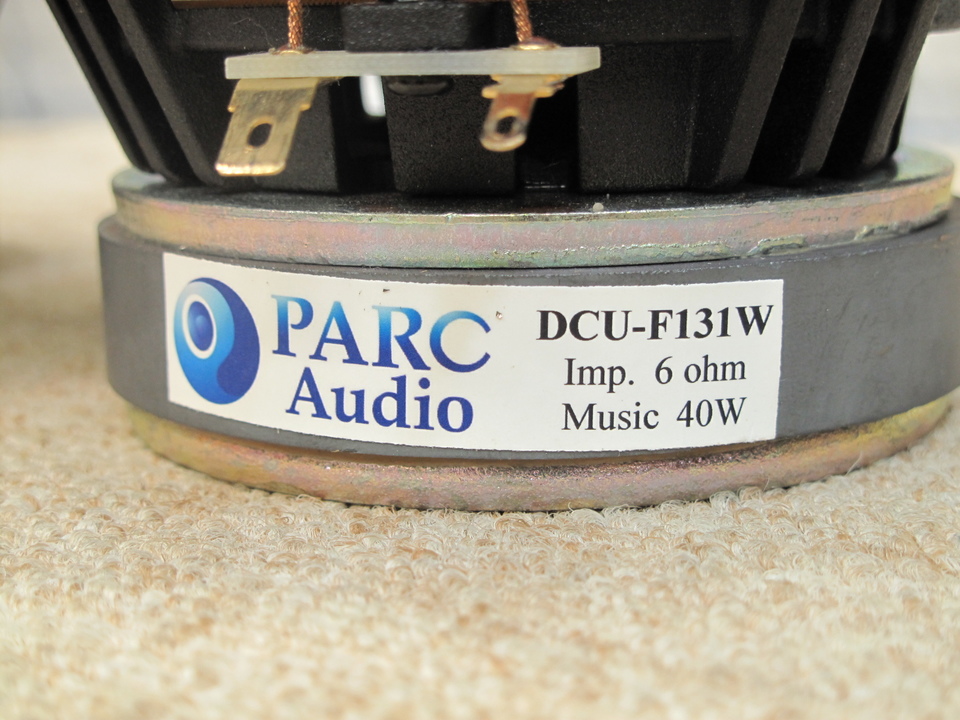 PARC
Audio
DCU-F131W
Imp. 6 ohm
Music 40W